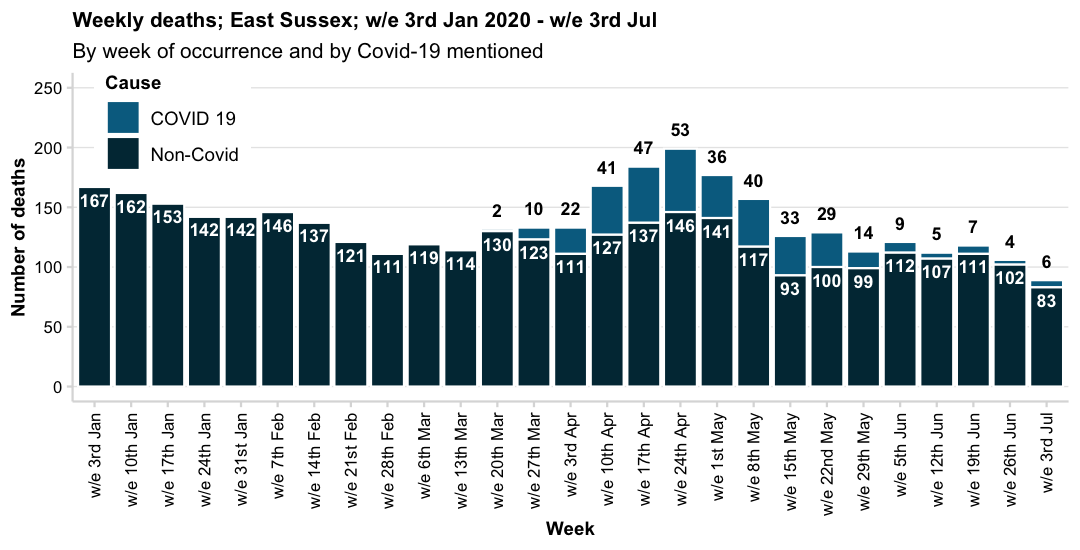 Weekly deaths; East Sussex; w/e 3rd Jan 2020 - w/e 3rd Jul
By week of occurrence and by Covid-19 mentioned
Cause
COVID 19
Non-Covid
Number of deaths
250
200
150
100
50
0
53
47
41
36
40
33
29
22
10
2
14
9
5
7
4
6
167
162
153
142
142
146
137
121
111
119
114
130
123
111
127
137
146
141
117
93
100
99
112
107
111
102
83
w/e 3rd Jan
w/e 10th Jan
w/e 17th Jan
w/e 24th Jan
w/e 31st Jan
w/e 7th Feb
w/e 14th Feb
w/e 21st Feb
w/e 28th Feb
w/e 6th Mar
w/e 13th Mar
w/e 20th Mar
w/e 27th Mar
w/e 3rd Apr
w/e 10th Apr
w/e 17th Apr
w/e 24th Apr
w/e 1st May
w/e 8th May
w/e 15th May
w/e 22nd May
w/e 29th May
w/e 5th Jun
w/e 12th Jun
w/e 19th Jun
w/e 26th Jun
w/e 3rd Jul
Week